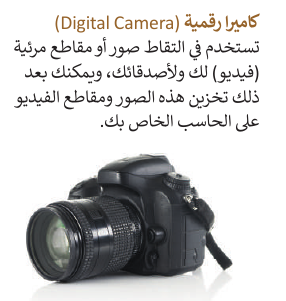 كاميرا رقمية (Digital Camera)
تستخدم في التقاط صور أو مقاطع مرئية
(فيديو) لك ولأصدقائك، ويمكنك بعد
ذلك تخزين هذه الصور ومقاطع الفيديو
على الحاسب الخاص بك.